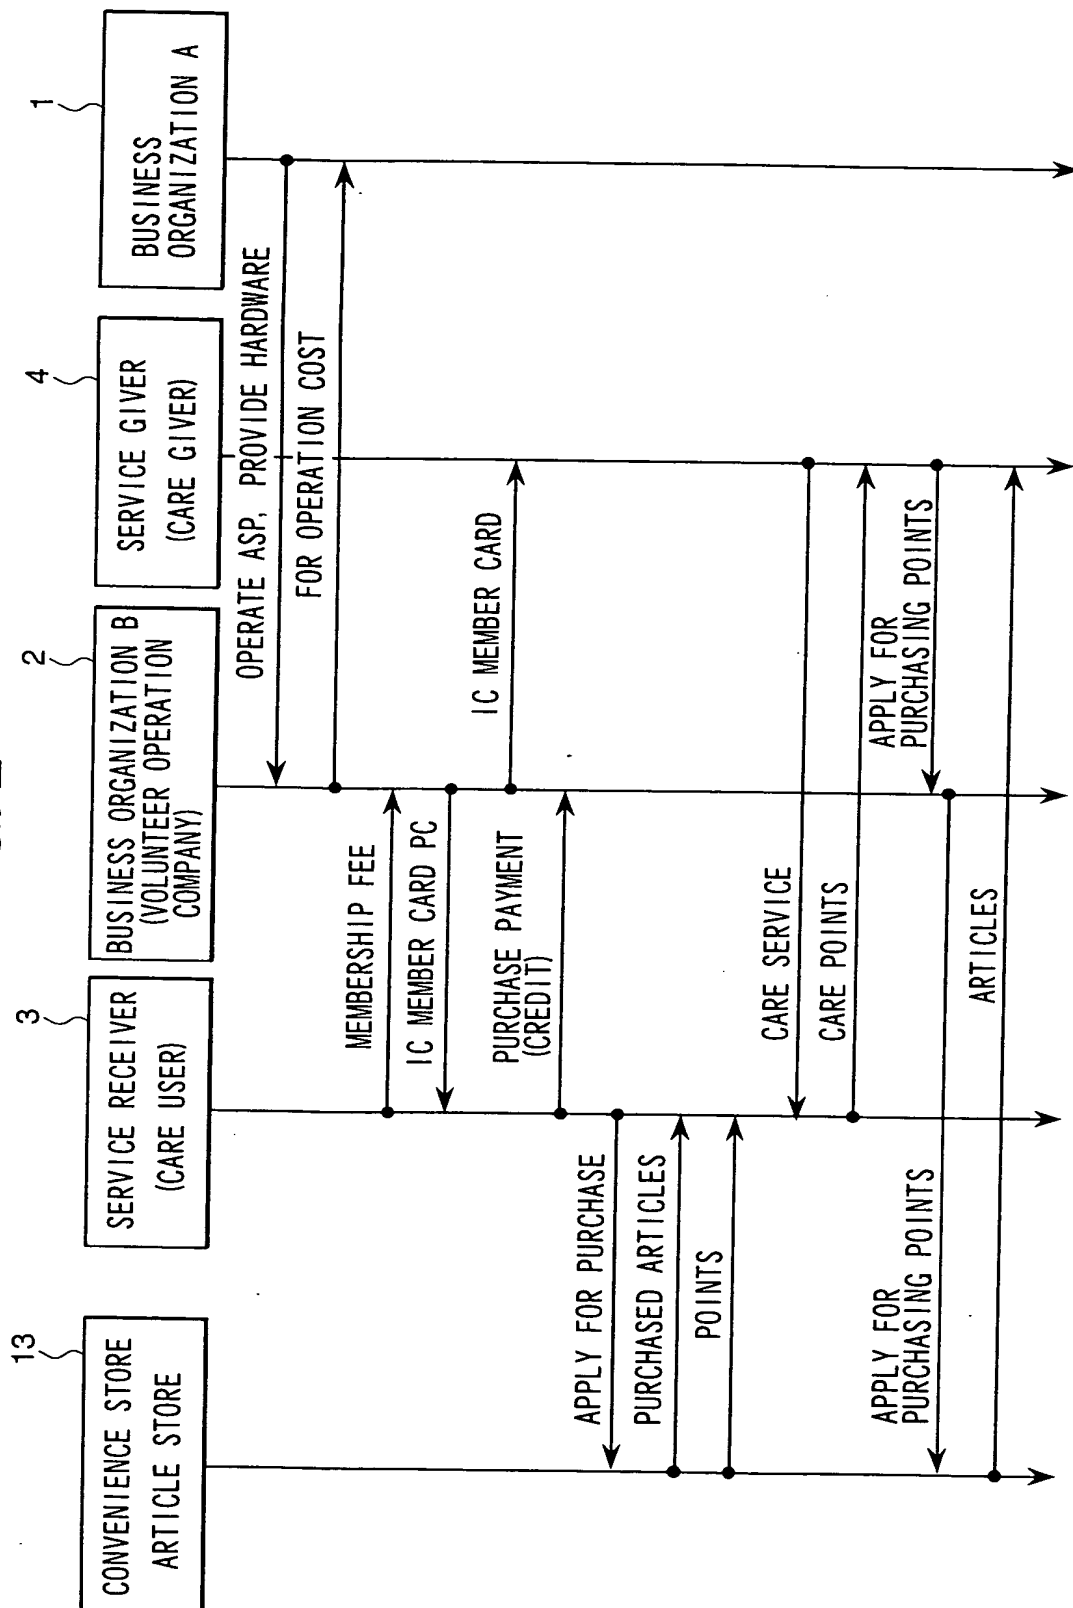 13
CONVENIENCE STORE
ARTICLE STORE
3
SERVICE RECEIVER
(CARE USER)
2
BUSINESS ORGANIZATION B
(VOLUNTEER OPERATION
COMPANY)
4
SERVICE GIVER
(CARE GIVER)
1
BUSINESS
ORGANIZATION A
OPERATE ASP, PROVIDE HARDWARE
FOR OPERATION COST
MEMBERSHIP FEE
IC MEMBER CARD PC
IC MEMBER CARD
PURCHASE PAYMENT
(CREDIT)
APPLY FOR PURCHASE
PURCHASED ARTICLES
POINTS
CARE SERVICE
CARE POINTS
APPLY FOR
PURCHASING POINTS
APPLY FOR
PURCHASING POINTS
ARTICLES